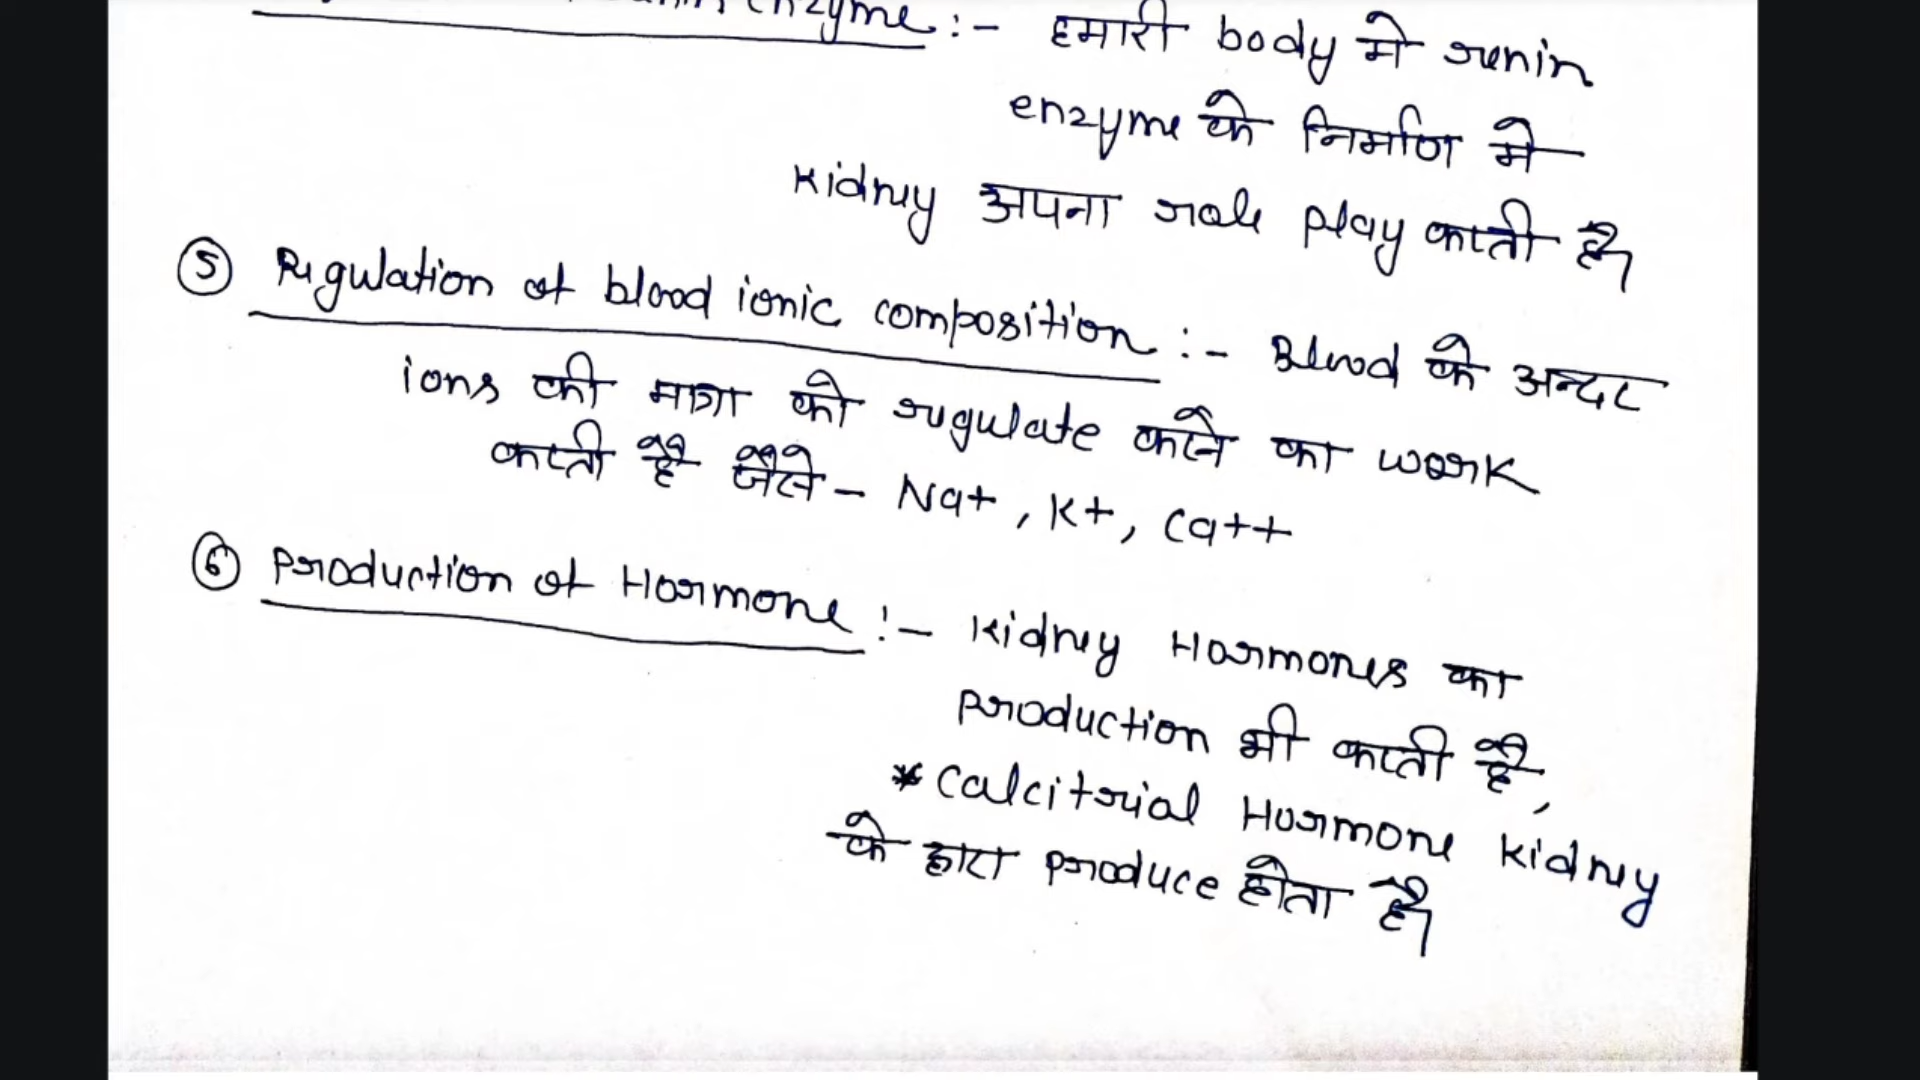 enzyme :- हमारी body मे renin
enzyme के निर्माण मे
Kidney अपना role play करती है।
⑤ Regulation of blood ionic composition :- Blood के अन्दर
ions की मात्रा को regulate करने का work
करती है जैसे - Na+ , K+, Ca++
⑥ Production of Hormone :- Kidney Hormones का
Production भी करती है,
* Calcitrial Hormone Kidney
के द्वारा produce होता है।